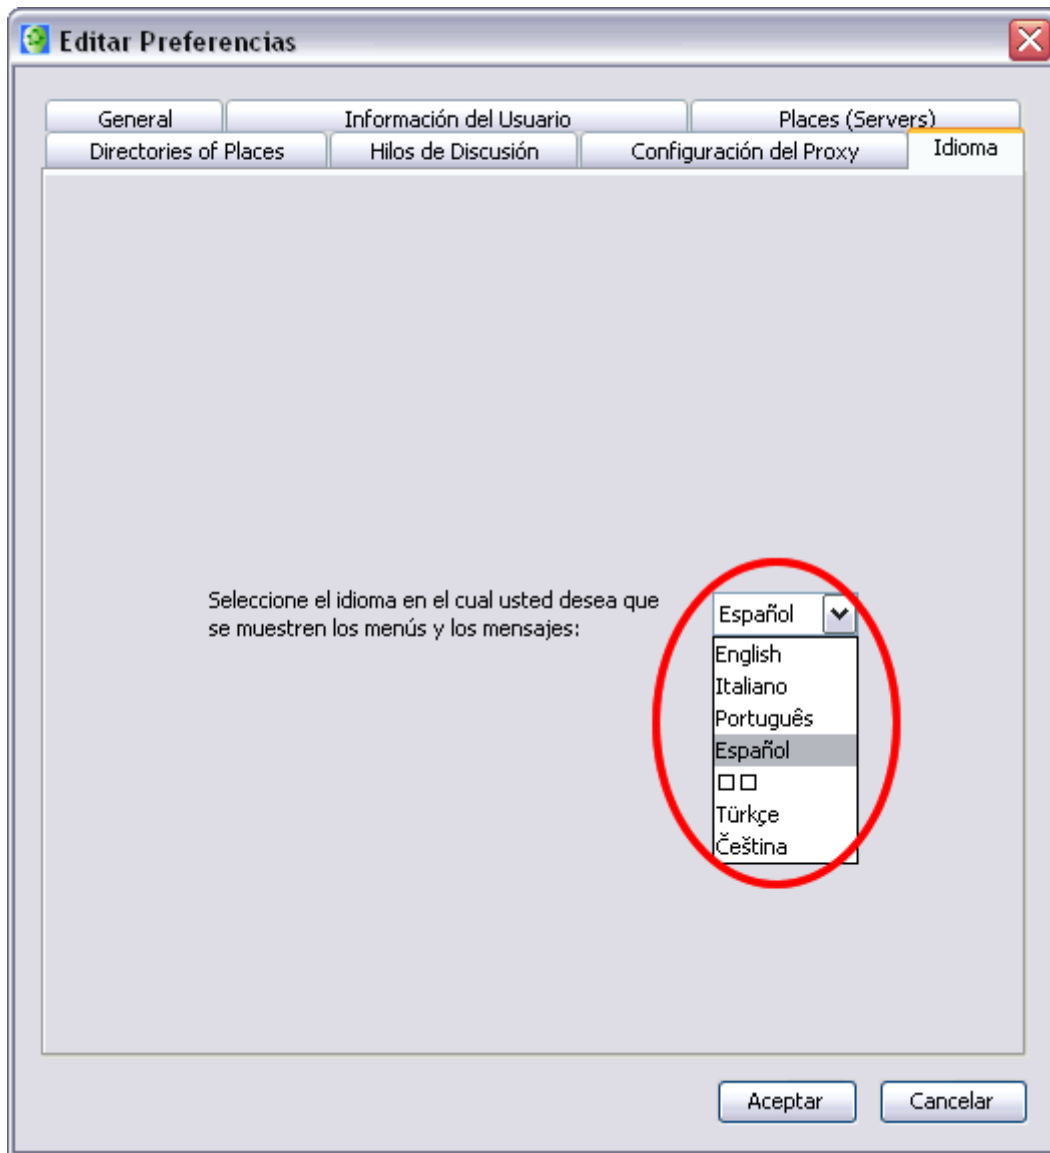 Editar Preferencias
General Información del Usuario Places (Servers)
Directories of Places Hilos de Discusión Configuración del Proxy Idioma
Seleccione el idioma en el cual usted desea que
se muestren los menús y los mensajes:
Español
English
Italiano
Português
Español
□□
Türkçe
Čeština
Aceptar Cancelar